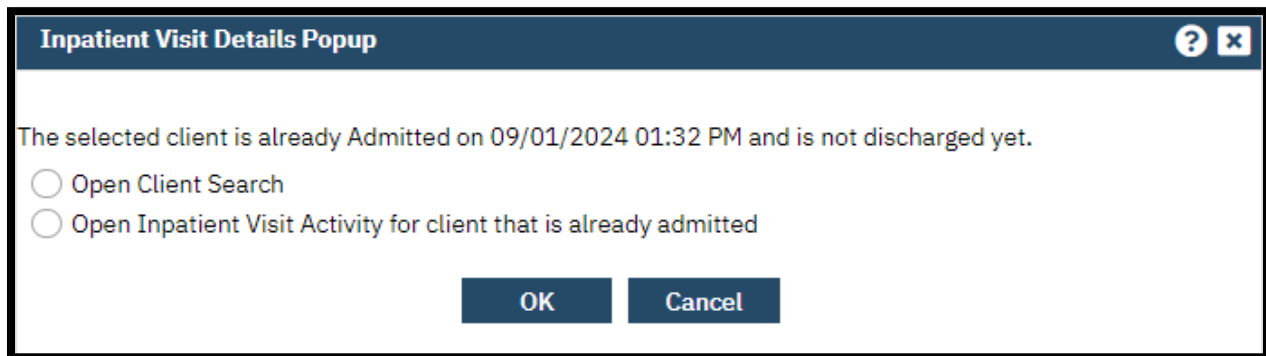 Inpatient Visit Details Popup
The selected client is already Admitted on 09/01/2024 01:32 PM and is not discharged yet.
Open Client Search
Open Inpatient Visit Activity for client that is already admitted
OK Cancel